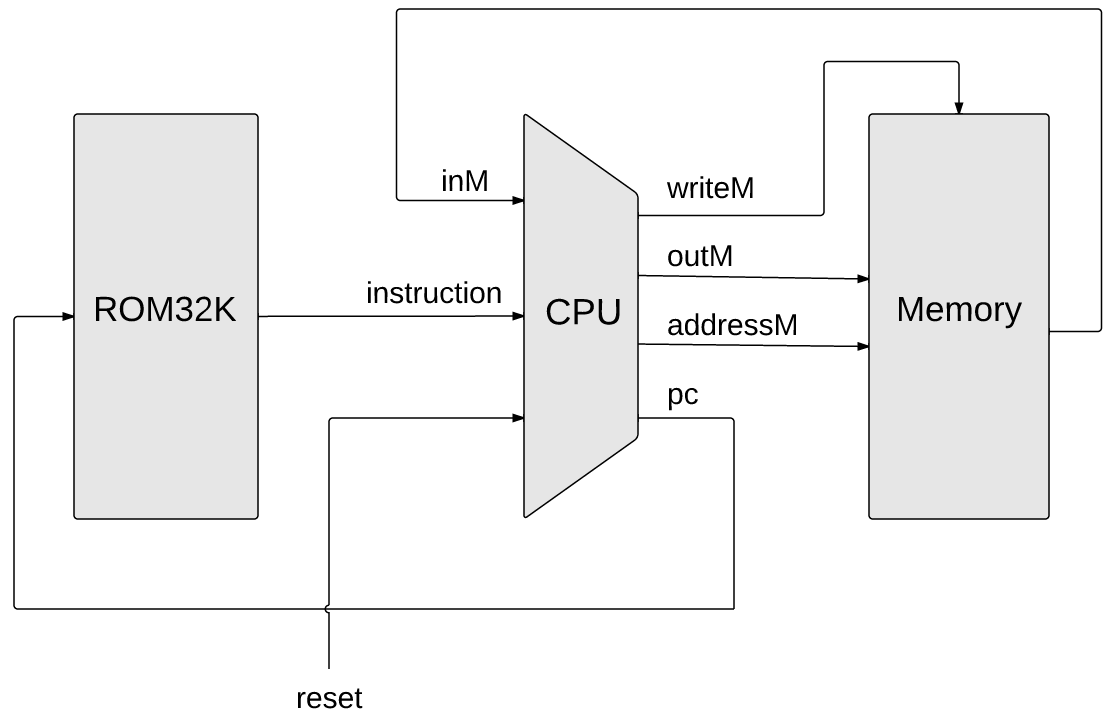 inM
writeM
outM
instruction
ROM32K
CPU
Memory
addressM
pc
reset